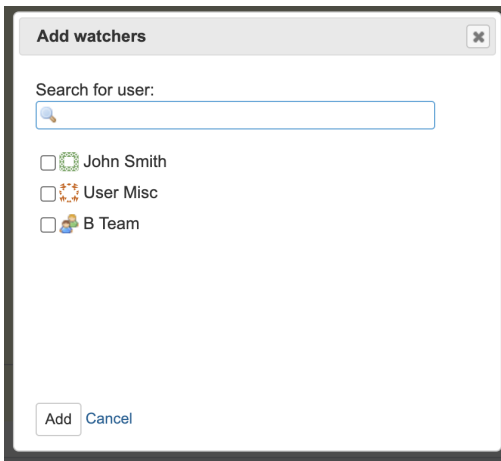 Add watchers
Search for user:
John Smith
User Misc
B Team
Add Cancel